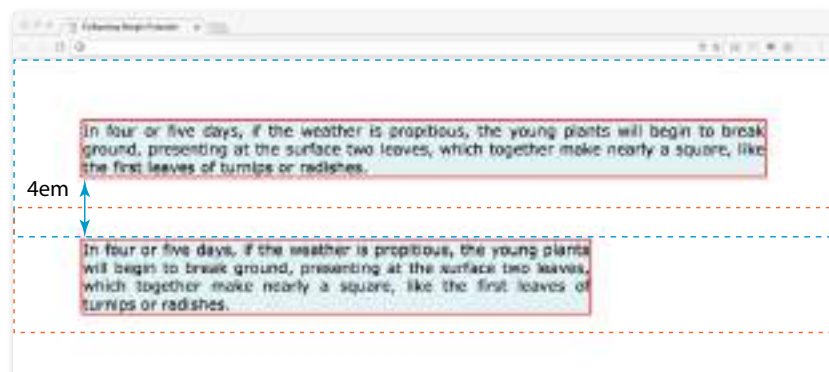 In four or five days, if the weather is propitious, the young plants will begin to break
ground, presenting at the surface two leaves, which together make nearly a square, like
the first leaves of turnips or radishes.
4em
In four or five days, if the weather is propitious, the young plants
will begin to break ground, presenting at the surface two leaves,
which together make nearly a square, like the first leaves of
turnips or radishes.